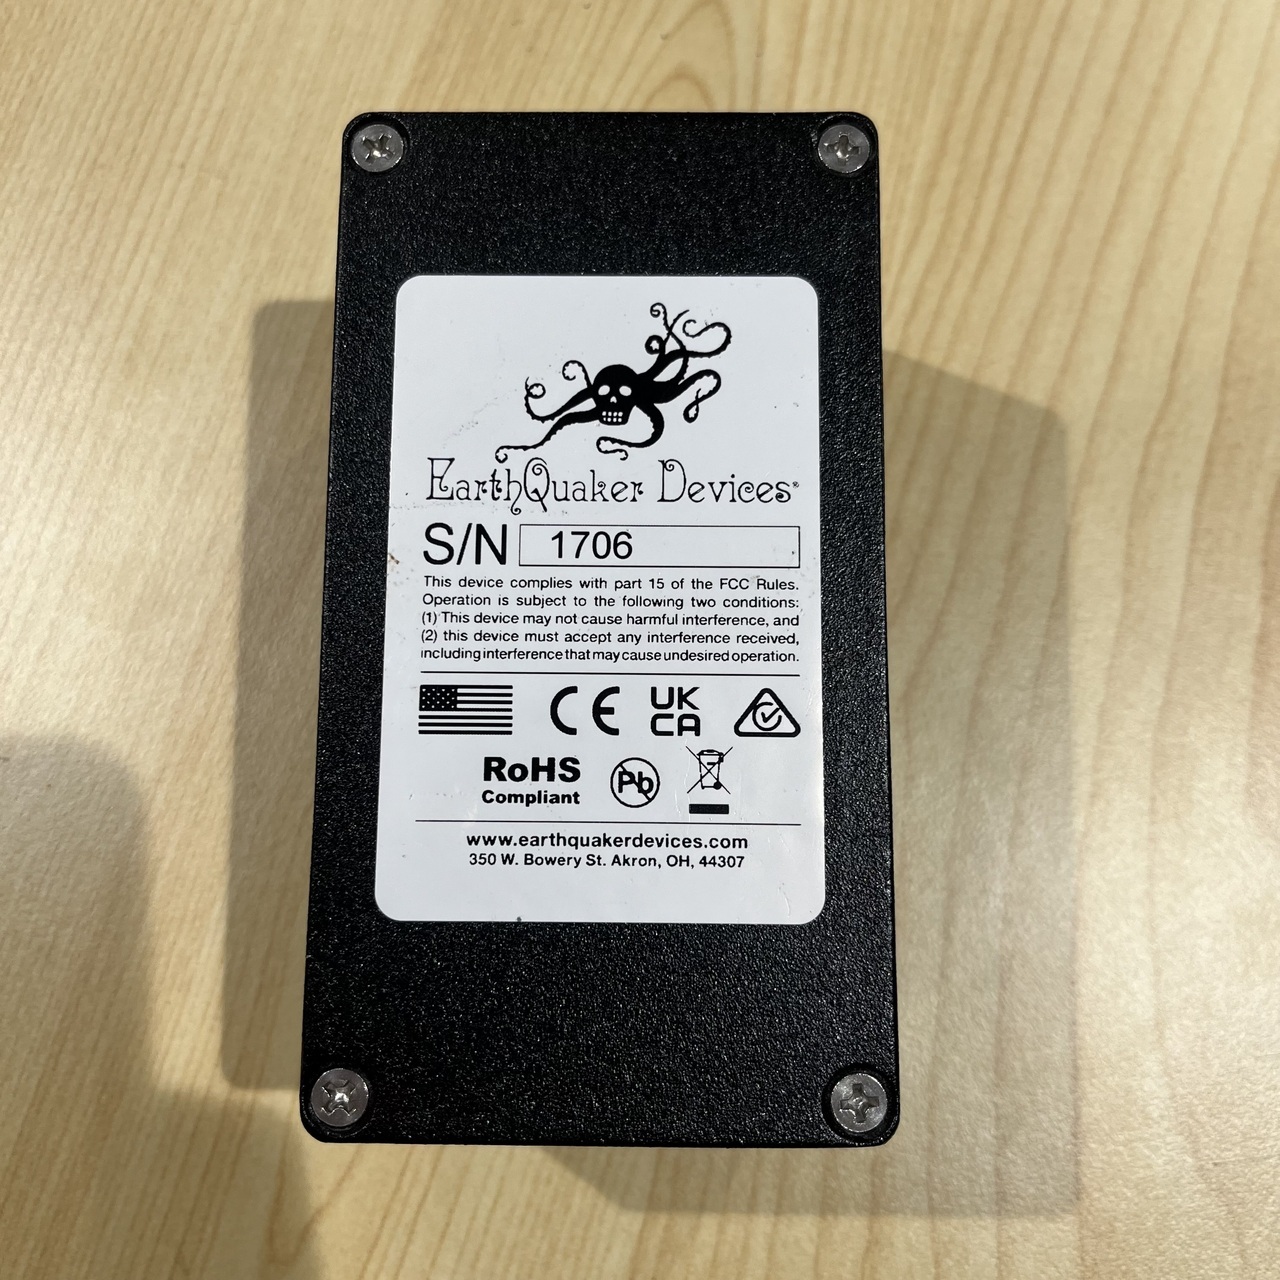 EarthQuaker Devices®
S/N 1706
This device complies with part 15 of the FCC Rules.
Operation is subject to the following two conditions:
(1) This device may not cause harmful interference, and
(2) this device must accept any interference received,
including interference that may cause undesired operation.
CE UK
CA
RoHS
Compliant
Pb
www.earthquakerdevices.com
350 W. Bowery St. Akron, OH, 44307